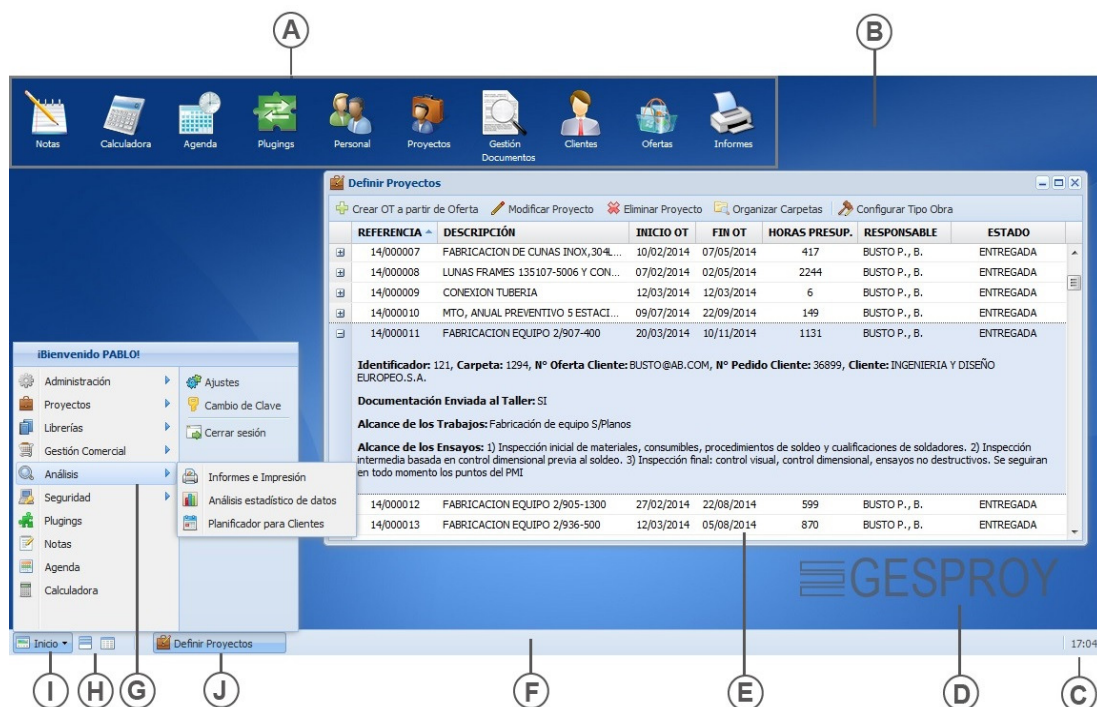 A
B
Notas
Calculadora
Agenda
Plugings
Personal
Proyectos
Gestión
Documentos
Clientes
Ofertas
Informes
Definir Proyectos
Crear OT a partir de Oferta Modificar Proyecto Eliminar Proyecto Organizar Carpetas Configurar Tipo Obra
REFERENCIA DESCRIPCIÓN INICIO OT FIN OT HORAS PRESUP. RESPONSABLE ESTADO
14/000007 FABRICACION DE CUNAS INOX,304L... 10/02/2014 07/05/2014 417 BUSTO P., B. ENTREGADA
14/000008 LUNAS FRAMES 135107-5006 Y CON... 07/02/2014 02/05/2014 2244 BUSTO P., B. ENTREGADA
14/000009 CONEXION TUBERIA 12/03/2014 12/03/2014 6 BUSTO P., B. ENTREGADA
14/000010 MTO, ANUAL PREVENTIVO 5 ESTACI... 09/07/2014 22/09/2014 149 BUSTO P., B. ENTREGADA
14/000011 FABRICACION EQUIPO 2/907-400 20/03/2014 10/11/2014 1131 BUSTO P., B. ENTREGADA
Identificador: 121, Carpeta: 1294, Nº Oferta Cliente: BUSTO@AB.COM, Nº Pedido Cliente: 36899, Cliente: INGENIERIA Y DISEÑO
EUROPEO.S.A.
Documentación Enviada al Taller: SI
Alcance de los Trabajos: Fabricación de equipo S/Planos
Alcance de los Ensayos: 1) Inspección inicial de materiales, consumibles, procedimientos de soldeo y cualificaciones de soldadores. 2) Inspección
intermedia basada en control dimensional previa al soldeo. 3) Inspección final: control visual, control dimensional, ensayos no destructivos. Se seguiran
en todo momento los puntos del PMI
14/000012 FABRICACION EQUIPO 2/905-1300 27/02/2014 22/08/2014 599 BUSTO P., B. ENTREGADA
14/000013 FABRICACION EQUIPO 2/936-500 12/03/2014 05/08/2014 870 BUSTO P., B. ENTREGADA
¡Bienvenido PABLO!
Administración
Proyectos
Librerías
Gestión Comercial
Análisis
Seguridad
Plugings
Notas
Agenda
Calculadora
Ajustes
Cambio de Clave
Cerrar sesión
Informes e Impresión
Análisis estadístico de datos
Planificador para Clientes
GESPROY
Inicio
Definir Proyectos
17:04
I
H
G
J
F
E
D
C